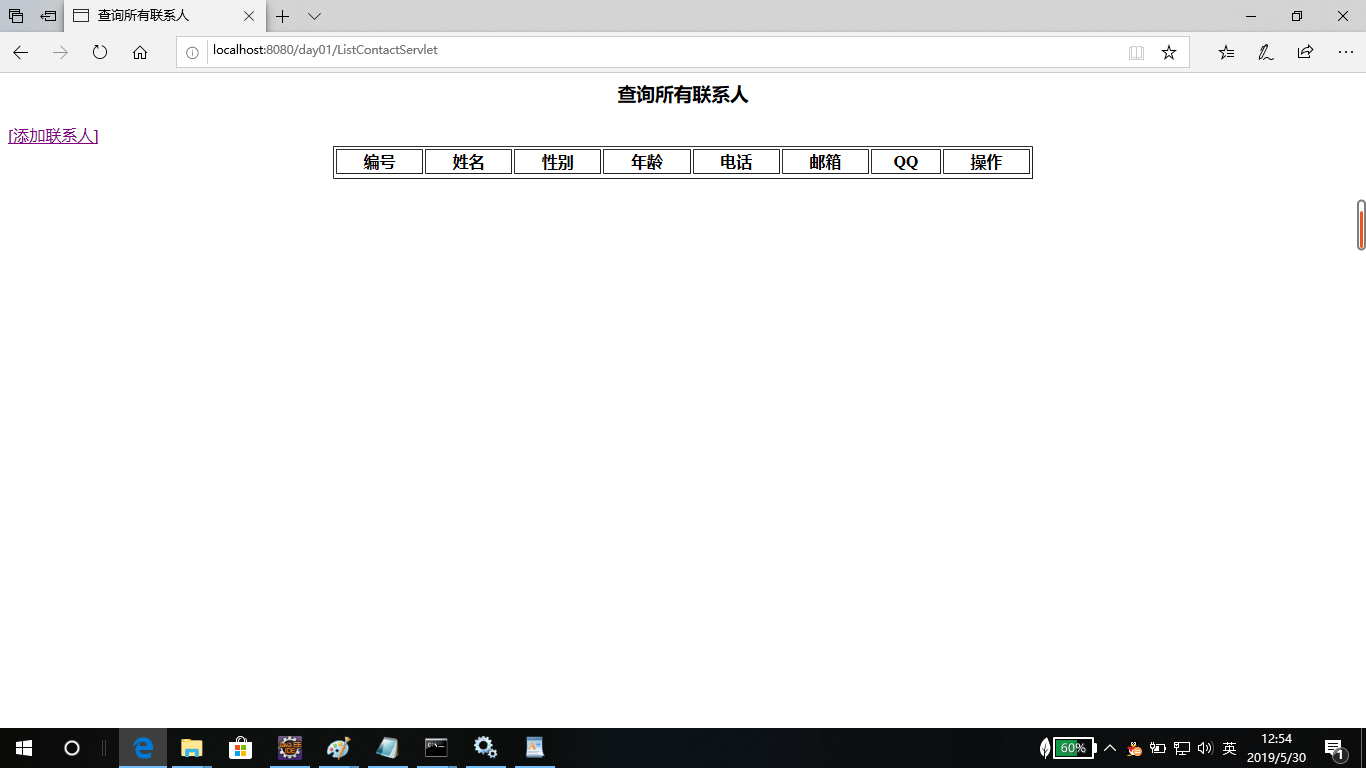 查询所有联系人
localhost:8080/day01/ListContactServlet
查询所有联系人
[添加联系人]
编号 姓名 性别 年龄 电话 邮箱 QQ 操作
60% 英 12:54
2019/5/30 1